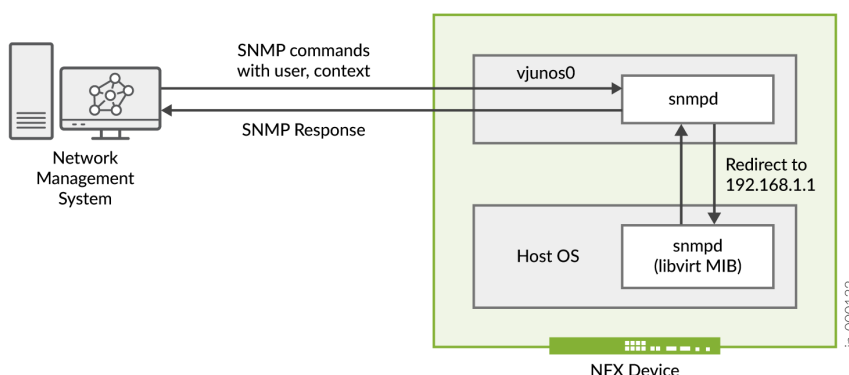 SNMP commands
with user, context
SNMP Response
Network
Management
System
vjunos0
snmpd
Redirect to
192.168.1.1
Host OS
snmpd
(libvirt MIB)
NFX Device